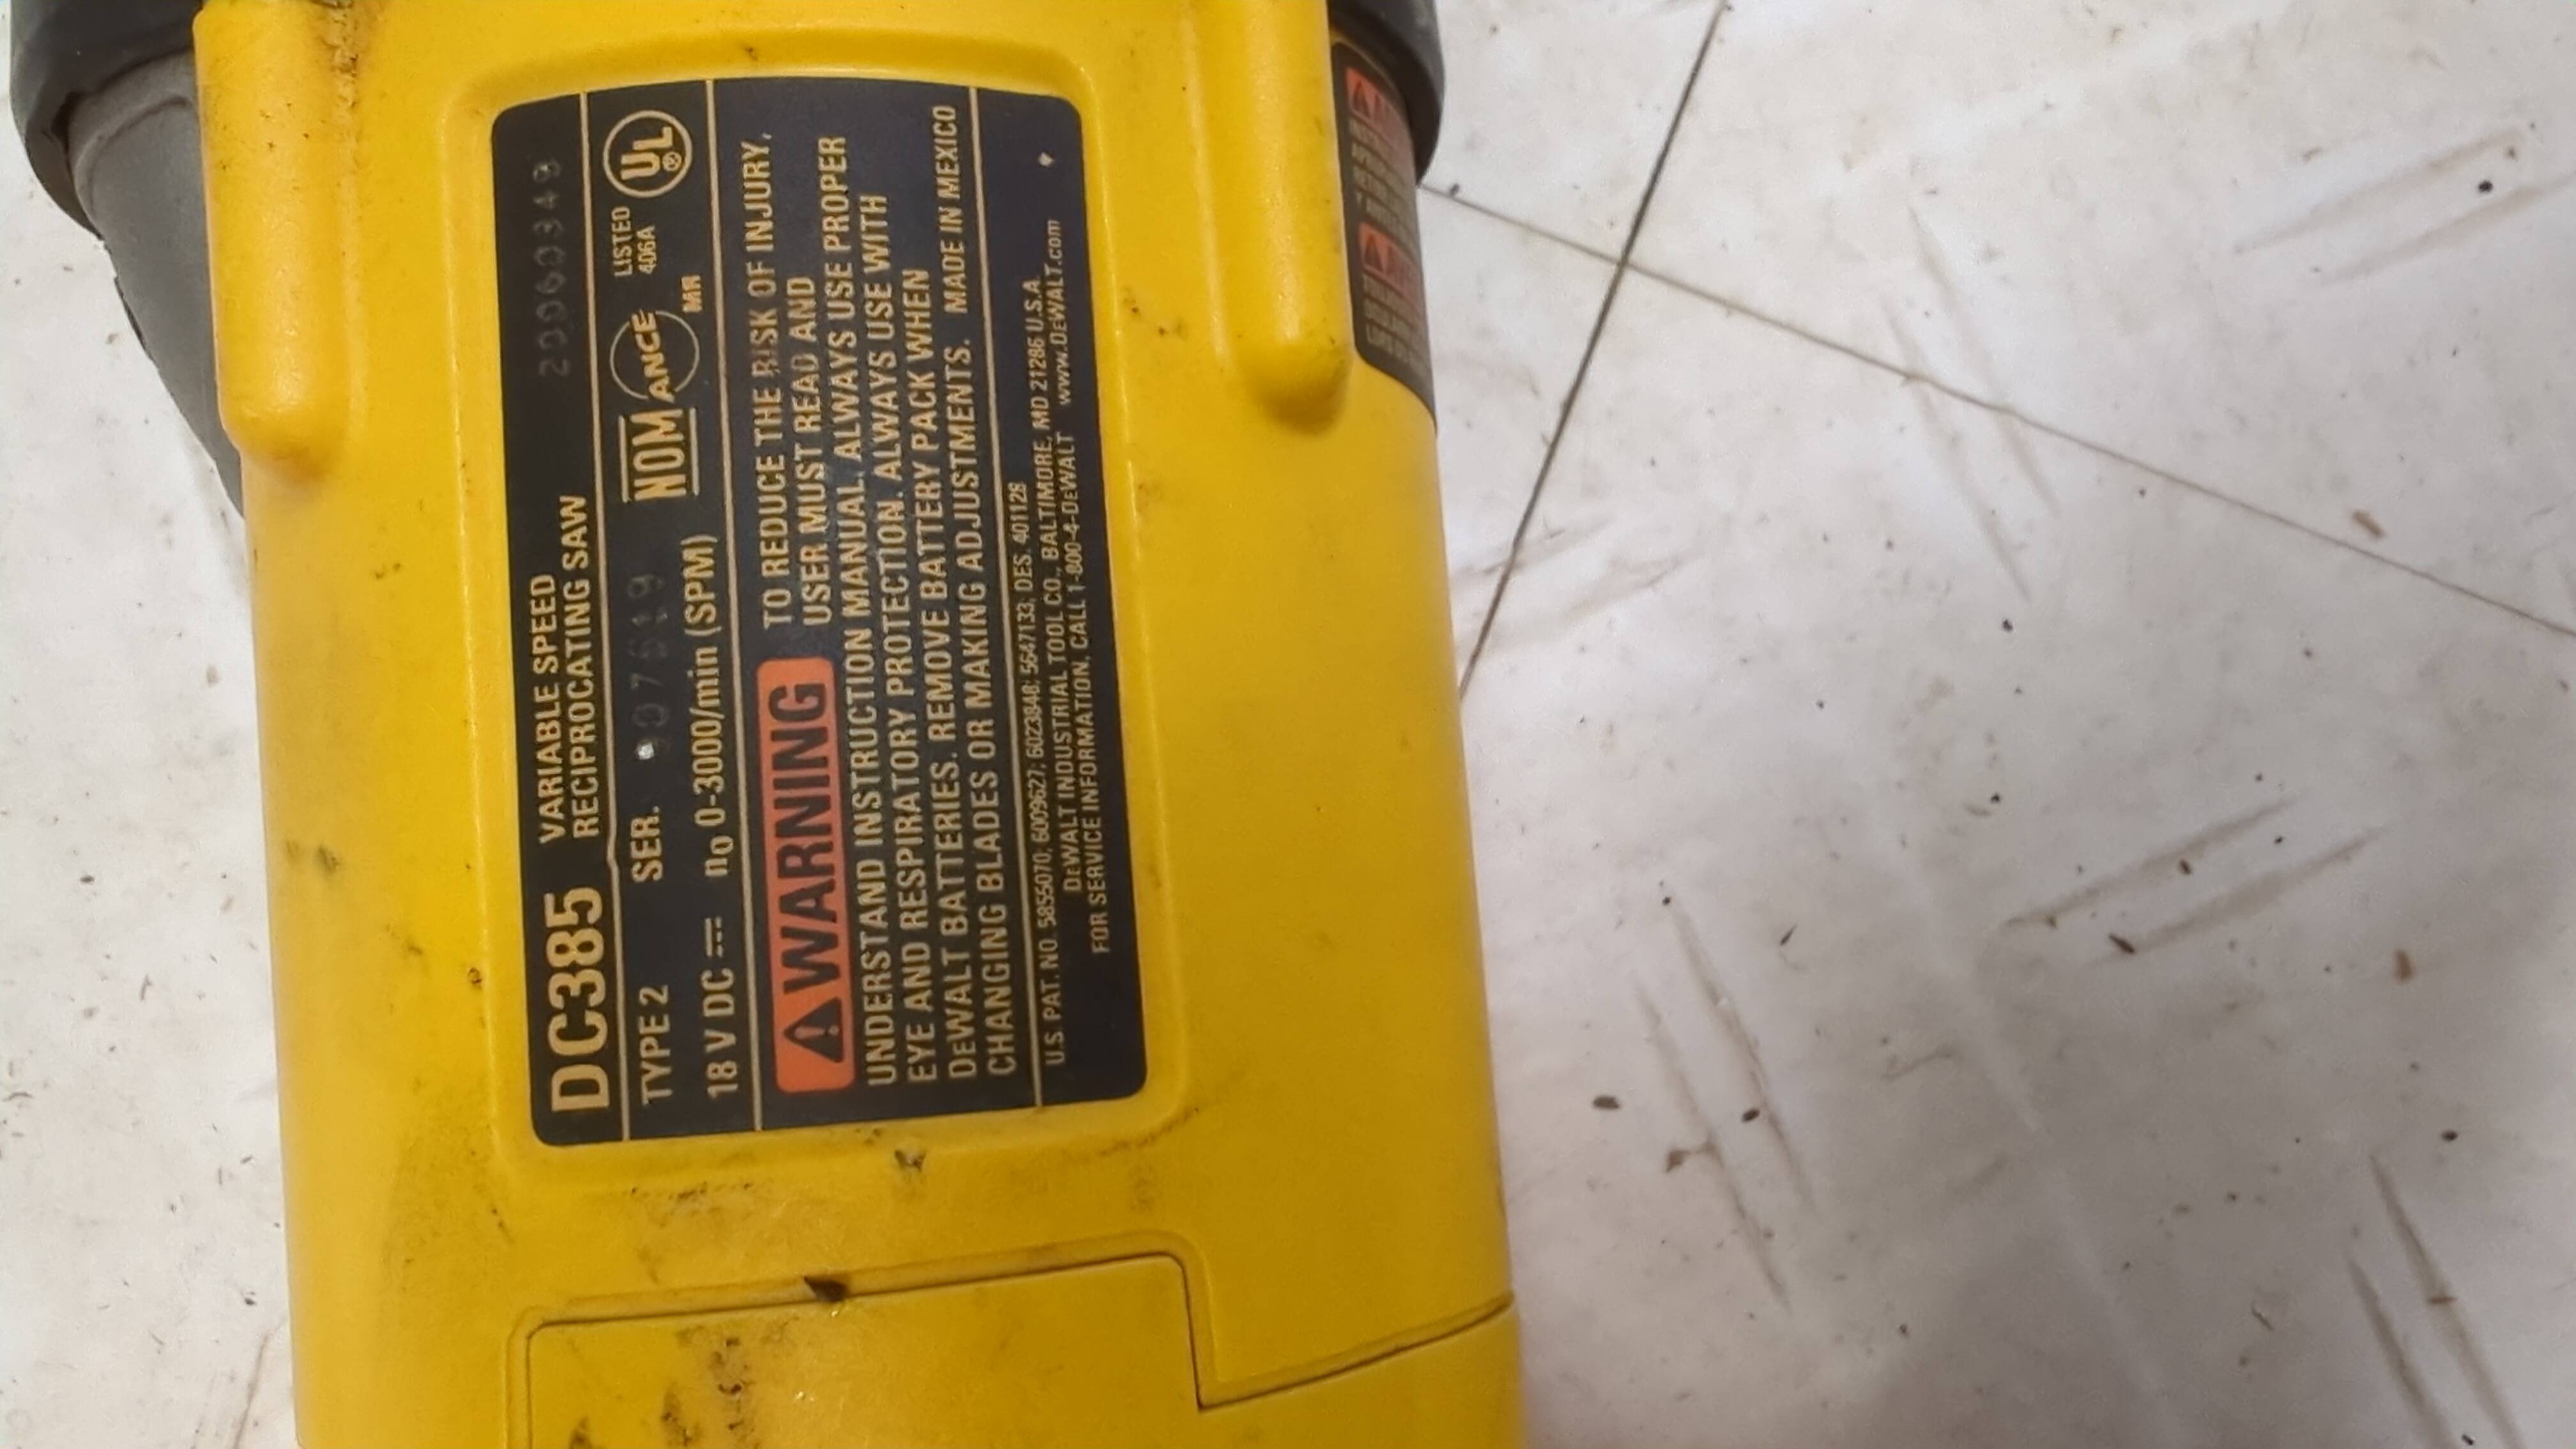 DC385 VARIABLE SPEED
RECIPROCATING SAW
TYPE 2 SER.
NOM
ANCE
MR
LISTED
406A
UL®
18 V DC n0 0-3000/min (SPM)
WARNING TO REDUCE THE RISK OF INJURY,
USER MUST READ AND
UNDERSTAND INSTRUCTION MANUAL. ALWAYS USE PROPER
EYE AND RESPIRATORY PROTECTION. ALWAYS USE WITH
DEWALT BATTERIES. REMOVE BATTERY PACK WHEN
CHANGING BLADES OR MAKING ADJUSTMENTS. MADE IN MEXICO
U.S. PAT. NO. 5855070; 6009627; 6023848; 5647133; DES. 401128
DEWALT INDUSTRIAL TOOL CO., BALTIMORE, MD 21286 U.S.A.
FOR SERVICE INFORMATION, CALL 1-800-4-DEWALT www.DEWALT.com